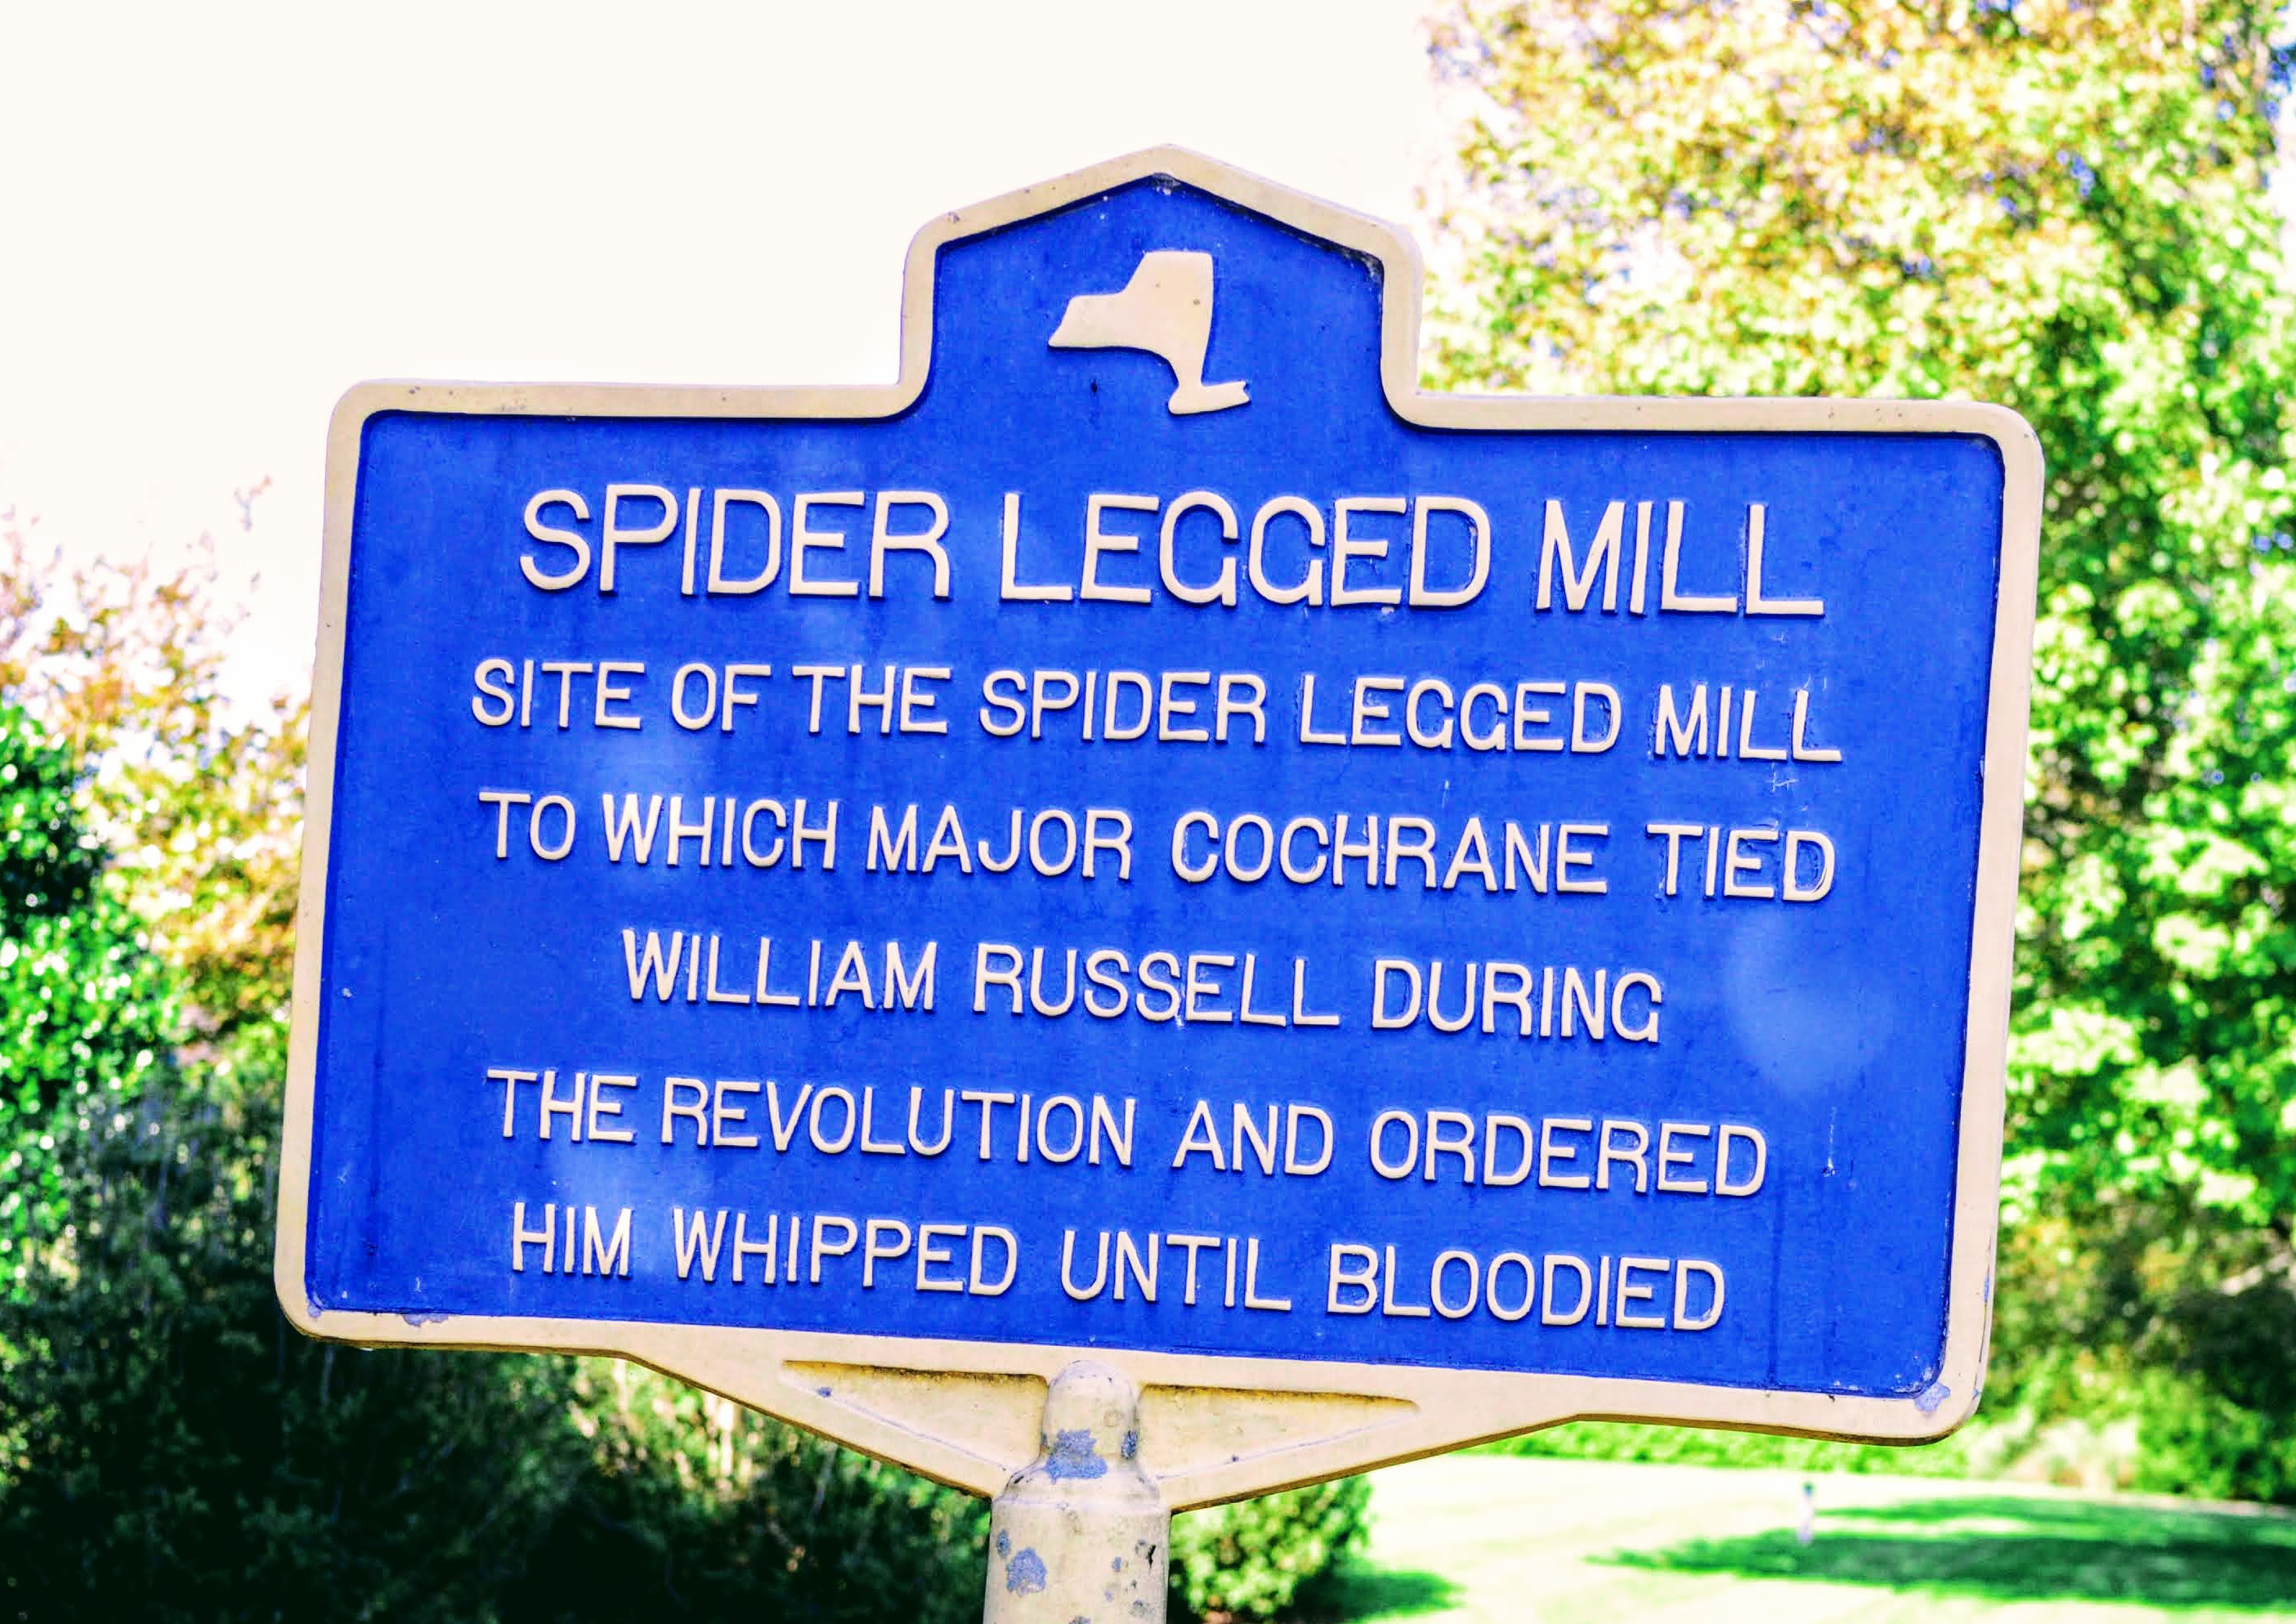 SPIDER LEGGED MILL
SITE OF THE SPIDER LEGGED MILL
TO WHICH MAJOR COCHRANE TIED
WILLIAM RUSSELL DURING
THE REVOLUTION AND ORDERED
HIM WHIPPED UNTIL BLOODIED